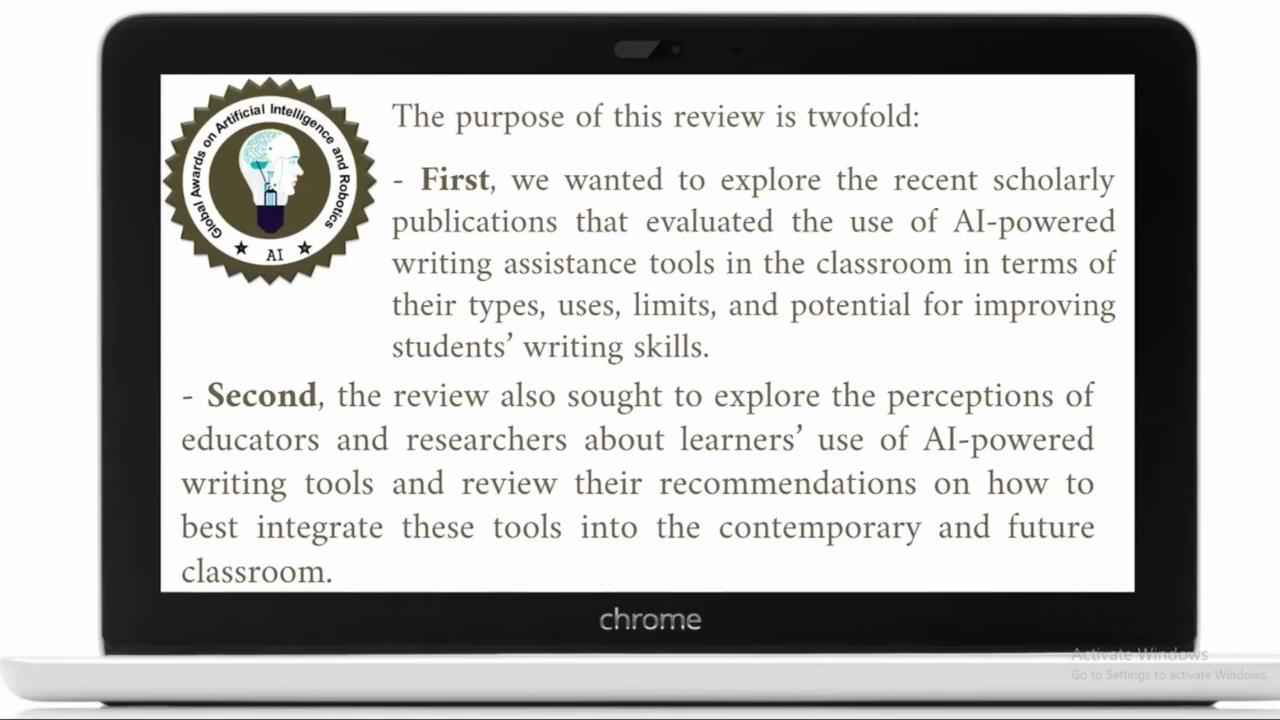 Global Awards on Artificial Intelligence and Robotics
AI
The purpose of this review is twofold:
- First, we wanted to explore the recent scholarly
publications that evaluated the use of AI-powered
writing assistance tools in the classroom in terms of
their types, uses, limits, and potential for improving
students’ writing skills.
- Second, the review also sought to explore the perceptions of
educators and researchers about learners’ use of AI-powered
writing tools and review their recommendations on how to
best integrate these tools into the contemporary and future
classroom.
chrome
Activate Windows
Go to Settings to activate Windows.